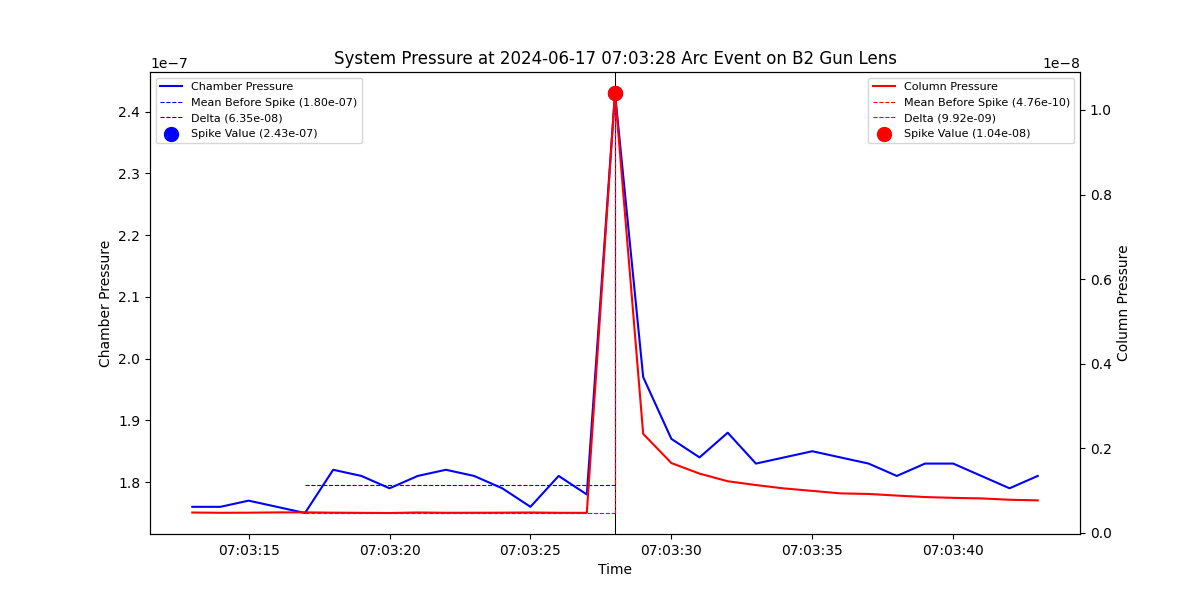 System Pressure at 2024-06-17 07:03:28 Arc Event on B2 Gun Lens
1e−7
1e−8
Chamber Pressure
Mean Before Spike (1.80e-07)
Delta (6.35e-08)
Spike Value (2.43e-07)
Column Pressure
Mean Before Spike (4.76e-10)
Delta (9.92e-09)
Spike Value (1.04e-08)
2.4
2.3
2.2
2.1
2.0
1.9
1.8
Chamber Pressure
1.0
0.8
0.6
0.4
0.2
0.0
Column Pressure
07:03:15
07:03:20
07:03:25
07:03:30
07:03:35
07:03:40
Time